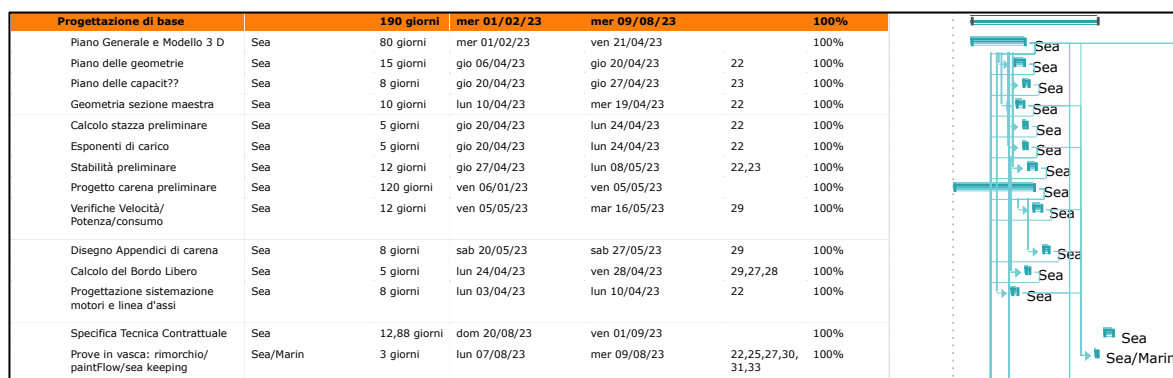 Progettazione di base 190 giorni mer 01/02/23 mer 09/08/23 100%
Piano Generale e Modello 3 D Sea 80 giorni mer 01/02/23 ven 21/04/23 100% Sea
Piano delle geometrie Sea 15 giorni gio 06/04/23 gio 20/04/23 22 100% Sea
Piano delle capacit?? Sea 8 giorni gio 20/04/23 gio 27/04/23 23 100% Sea
Geometria sezione maestra Sea 10 giorni lun 10/04/23 mer 19/04/23 22 100% Sea
Calcolo stazza preliminare Sea 5 giorni gio 20/04/23 lun 24/04/23 22 100% Sea
Esponenti di carico Sea 5 giorni gio 20/04/23 lun 24/04/23 22 100% Sea
Stabilità preliminare Sea 12 giorni gio 27/04/23 lun 08/05/23 22,23 100% Sea
Progetto carena preliminare Sea 120 giorni ven 06/01/23 ven 05/05/23 100% Sea
Verifiche Velocità/ Sea 12 giorni ven 05/05/23 mar 16/05/23 29 100% Sea
Potenza/consumo
Disegno Appendici di carena Sea 8 giorni sab 20/05/23 sab 27/05/23 29 100% Sea
Calcolo del Bordo Libero Sea 5 giorni lun 24/04/23 ven 28/04/23 29,27,28 100% Sea
Progettazione sistemazione Sea 8 giorni lun 03/04/23 lun 10/04/23 22 100% Sea
motori e linea d'assi
Specifica Tecnica Contrattuale Sea 12,88 giorni dom 20/08/23 ven 01/09/23 100% Sea
Prove in vasca: rimorchio/ Sea/Marin 3 giorni lun 07/08/23 mer 09/08/23 22,25,27,30, 100% Sea/Marin
paintFlow/sea keeping 31,33